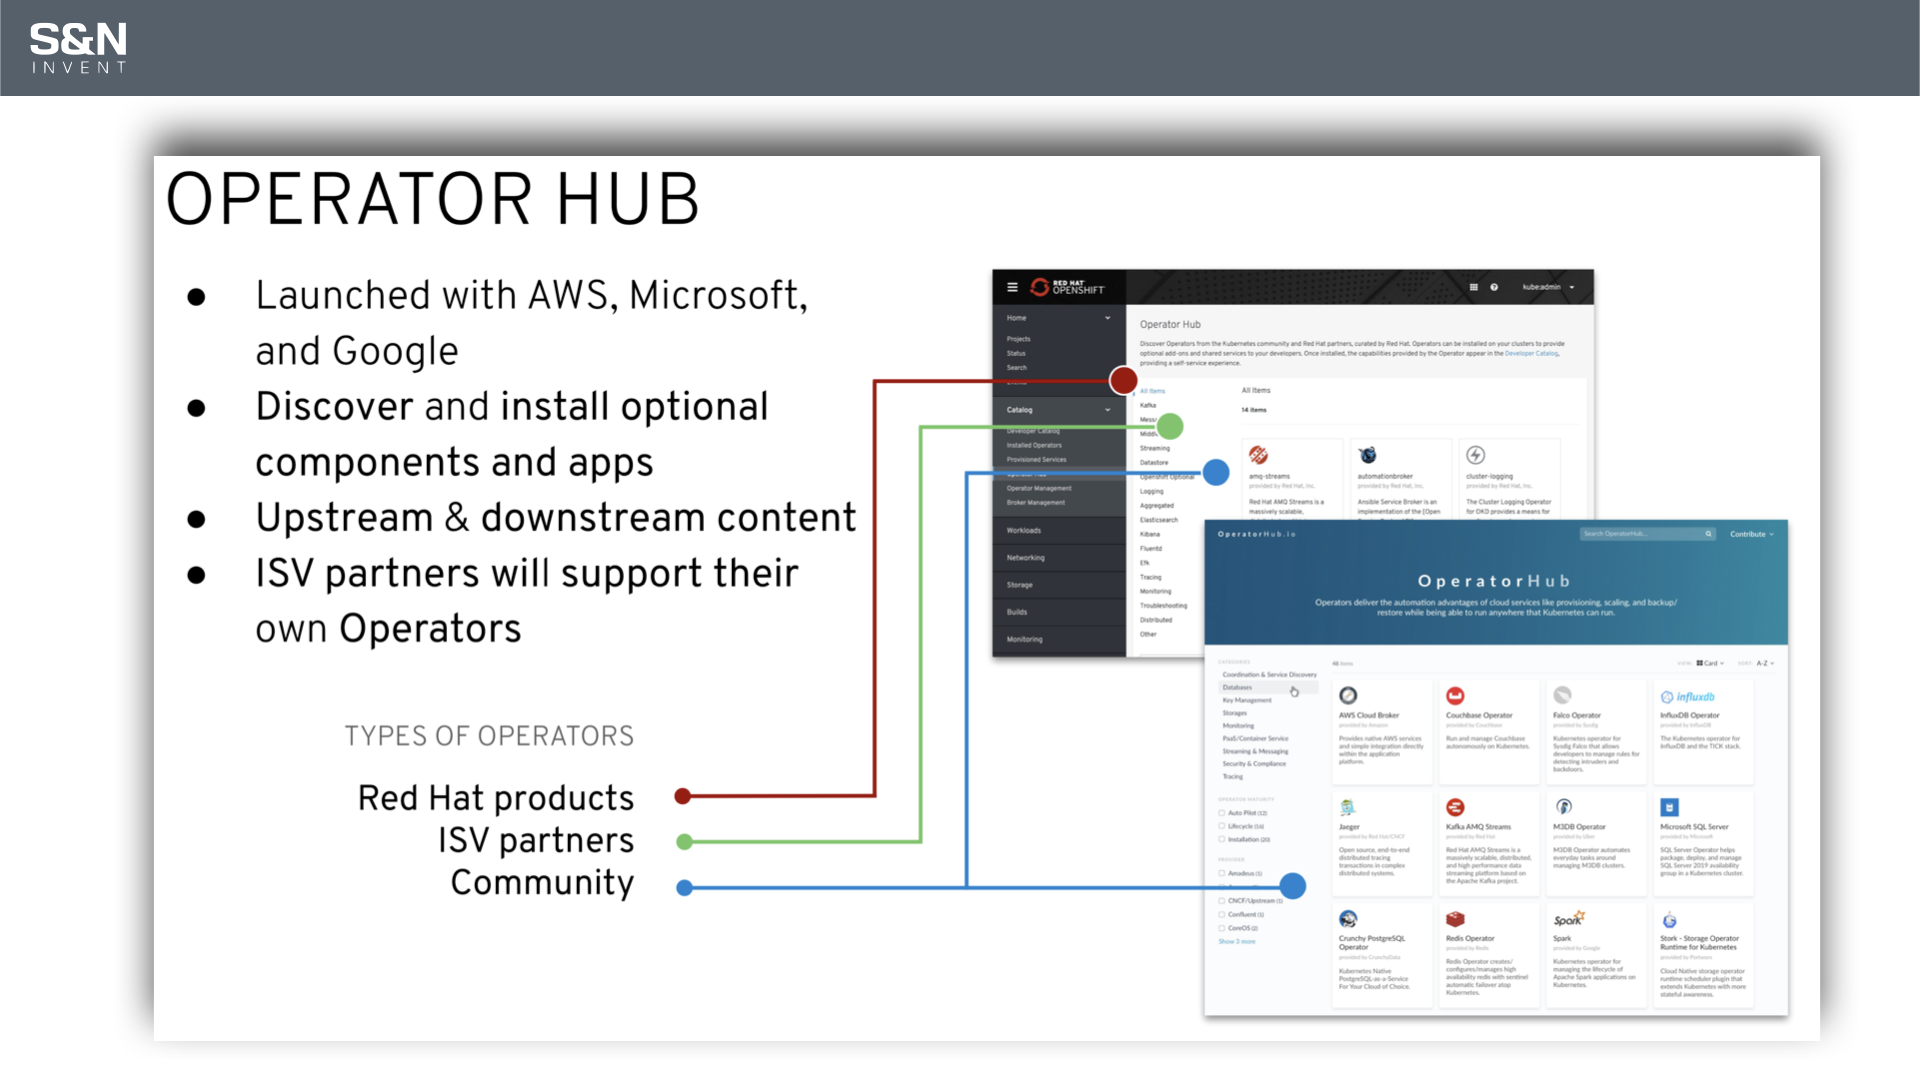 S&N
INVENT
OPERATOR HUB
● Launched with AWS, Microsoft,
and Google
● Discover and install optional
components and apps
● Upstream & downstream content
● ISV partners will support their
own Operators
TYPES OF OPERATORS
Red Hat products
ISV partners
Community
RED HAT
OPENSHIFT
kube:admin
Home
Projects
Status
Search
Catalog
Developer Catalog
Installed Operators
Provisioned Services
Operator Management
Broker Management
Workloads
Networking
Storage
Builds
Monitoring
Operator Hub
Discover Operators from the Kubernetes community and Red Hat partners, curated by Red Hat. Operators can be installed on your clusters to provide
optional add-ons and shared services to your developers. Once installed, the capabilities provided by the Operator appear in the Developer Catalog,
providing a self-service experience.
All Items
Kafka
Streaming
Datastore
Openshift Optional
Logging
Aggregated
Elasticsearch
Kibana
Fluentd
Efk
Tracing
Monitoring
Troubleshooting
Distributed
Other
All Items
14 items
amq-streams
provided by Red Hat, Inc.
Red Hat AMQ Streams is a
massively scalable,
automationbroker
provided by Red Hat, Inc.
Ansible Service Broker is an
implementation of the [Open
cluster-logging
provided by Red Hat, Inc.
The Cluster Logging Operator
for OKD provides a means for
OperatorHub.io
Search OperatorHub...
Contribute
OperatorHub
Operators deliver the automation advantages of cloud services like provisioning, scaling, and backup/
restore while being able to run anywhere that Kubernetes can run.
CATEGORIES
Coordination & Service Discovery
Databases
Key Management
Storages
Monitoring
PaaS/Container Service
Streaming & Messaging
Security & Compliance
Tracing
OPERATOR MATURITY
Auto Pilot (12)
Lifecycle (16)
Installation (20)
PROVIDER
Amadeus (1)
CNCF/Upstream (1)
Confluent (1)
CoreOS (2)
Show 3 more
48 items
VIEW: Card
SORT: A-Z
AWS Cloud Broker
provided by Amazon
Provides native AWS services
and simple integration directly
within the application
platform.
Couchbase Operator
provided by Couchbase
Run and manage Couchbase
autonomously on Kubernetes.
Falco Operator
provided by Sysdig
Kubernetes operator for
Sysdig Falco that allows
developers to manage rules for
detecting intruders and
backdoors.
influxdb
InfluxDB Operator
provided by InfluxDB
The Kubernetes operator for
InfluxDB and the TICK stack.
Jaeger
provided by Red Hat/CNCF
Open source, end-to-end
distributed tracing
transactions in complex
distributed systems.
Kafka AMQ Streams
provided by Red Hat
Red Hat AMQ Streams is a
massively scalable, distributed,
and high performance data
streaming platform based on
the Apache Kafka project.
M3DB Operator
provided by Uber
M3DB Operator automates
everyday tasks around
managing M3DB clusters.
Microsoft SQL Server
provided by Microsoft
SQL Server Operator helps
package, deploy, and manage
SQL Server 2019 availability
group in a Kubernetes cluster.
Crunchy PostgreSQL
Operator
provided by CrunchyData
Kubernetes Native
PostgreSQL-as-a-Service
For Your Cloud of Choice.
Redis Operator
provided by Redis
Redis Operator creates/
configures/manages high
availability redis with sentinel
automatic failover atop
Kubernetes.
Spark
Spark
provided by Google
Kubernetes operator for
managing the lifecycle of
Apache Spark applications on
Kubernetes.
Stork - Storage Operator
Runtime for Kubernetes
provided by Portworx
Cloud Native storage operator
runtime scheduler plugin that
extends Kubernetes with more
stateful awareness.